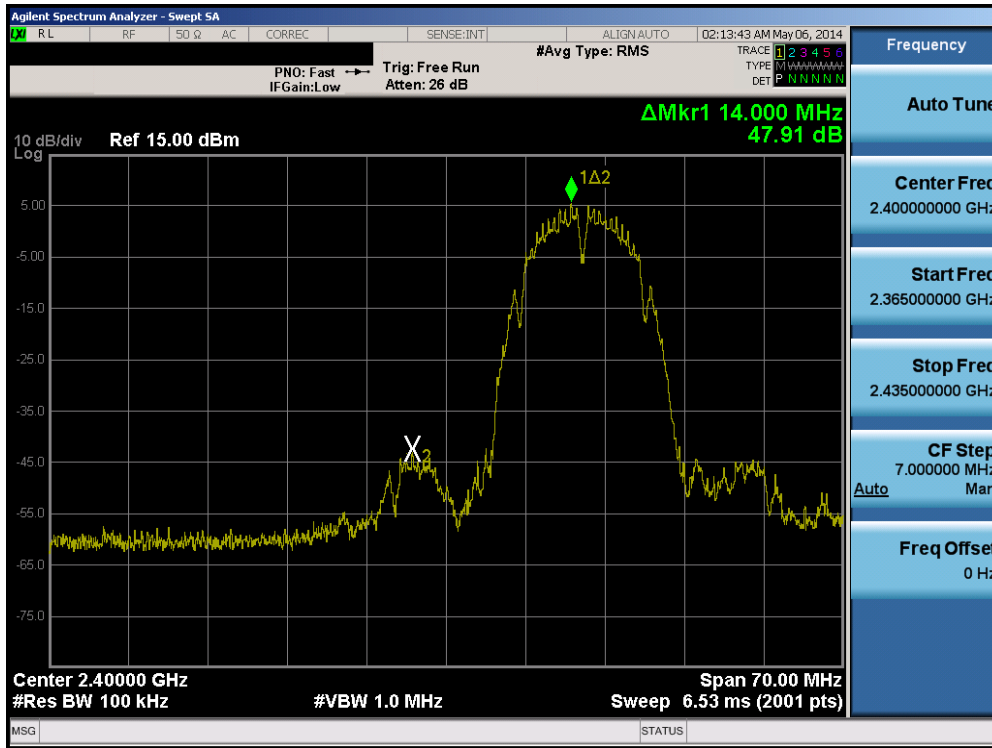 Agilent Spectrum Analyzer - Swept SA
LXI RL RF 50 Ω AC CORREC SENSE:INT ALIGN AUTO 02:13:43 AM May 06, 2014
#Avg Type: RMS
TRACE 1 2 3 4 5 6
PNO: Fast Trig: Free Run
TYPE M WWWWW
IFGain:Low Atten: 26 dB
DET P N N N N N
ΔMkr1 14.000 MHz
47.91 dB
10 dB/div Ref 15.00 dBm
Log
1Δ2
5.00
-5.00
-15.0
-25.0
-35.0
-45.0
X2
-55.0
-65.0
-75.0
Center 2.40000 GHz Span 70.00 MHz
#Res BW 100 kHz #VBW 1.0 MHz Sweep 6.53 ms (2001 pts)
MSG STATUS
Frequency
Auto Tune
Center Freq
2.400000000 GHz
Start Freq
2.365000000 GHz
Stop Freq
2.435000000 GHz
CF Step
7.000000 MHz
Auto Man
Freq Offset
0 Hz